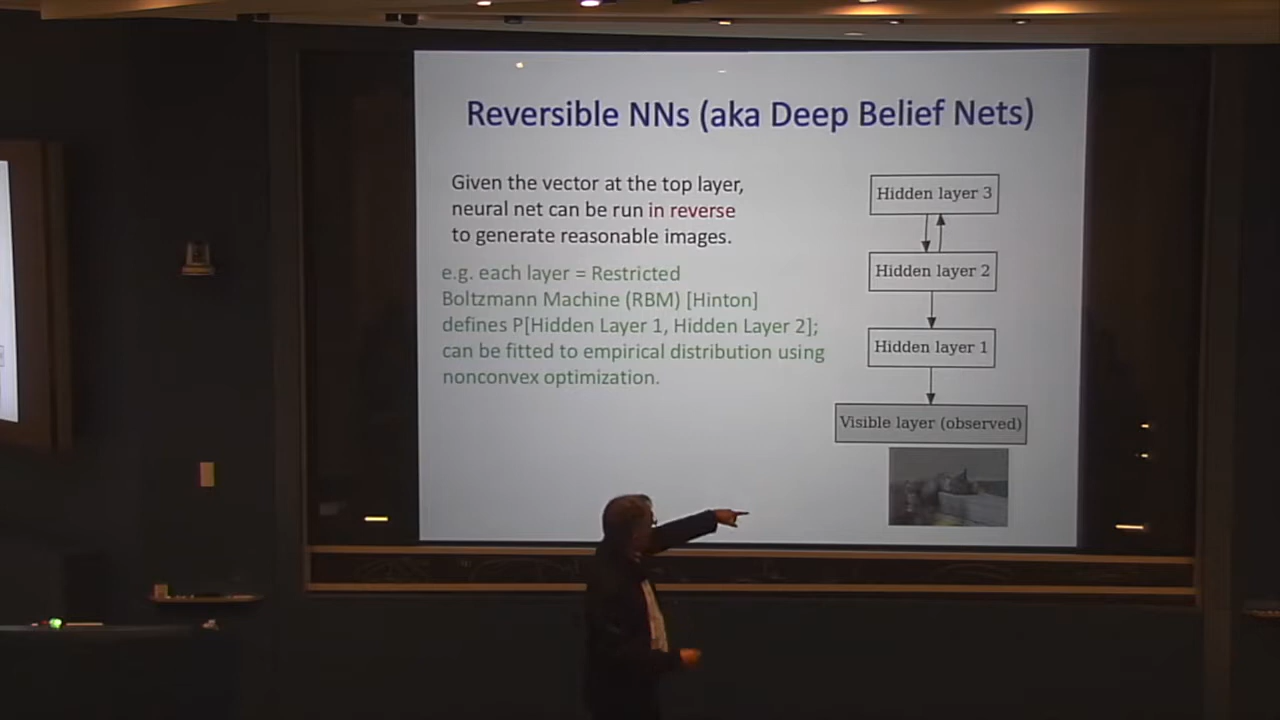 Reversible NNs (aka Deep Belief Nets)
Given the vector at the top layer,
neural net can be run in reverse
to generate reasonable images.
e.g. each layer = Restricted
Boltzmann Machine (RBM) [Hinton]
defines P[Hidden Layer 1, Hidden Layer 2];
can be fitted to empirical distribution using
nonconvex optimization.
Hidden layer 3
Hidden layer 2
Hidden layer 1
Visible layer (observed)